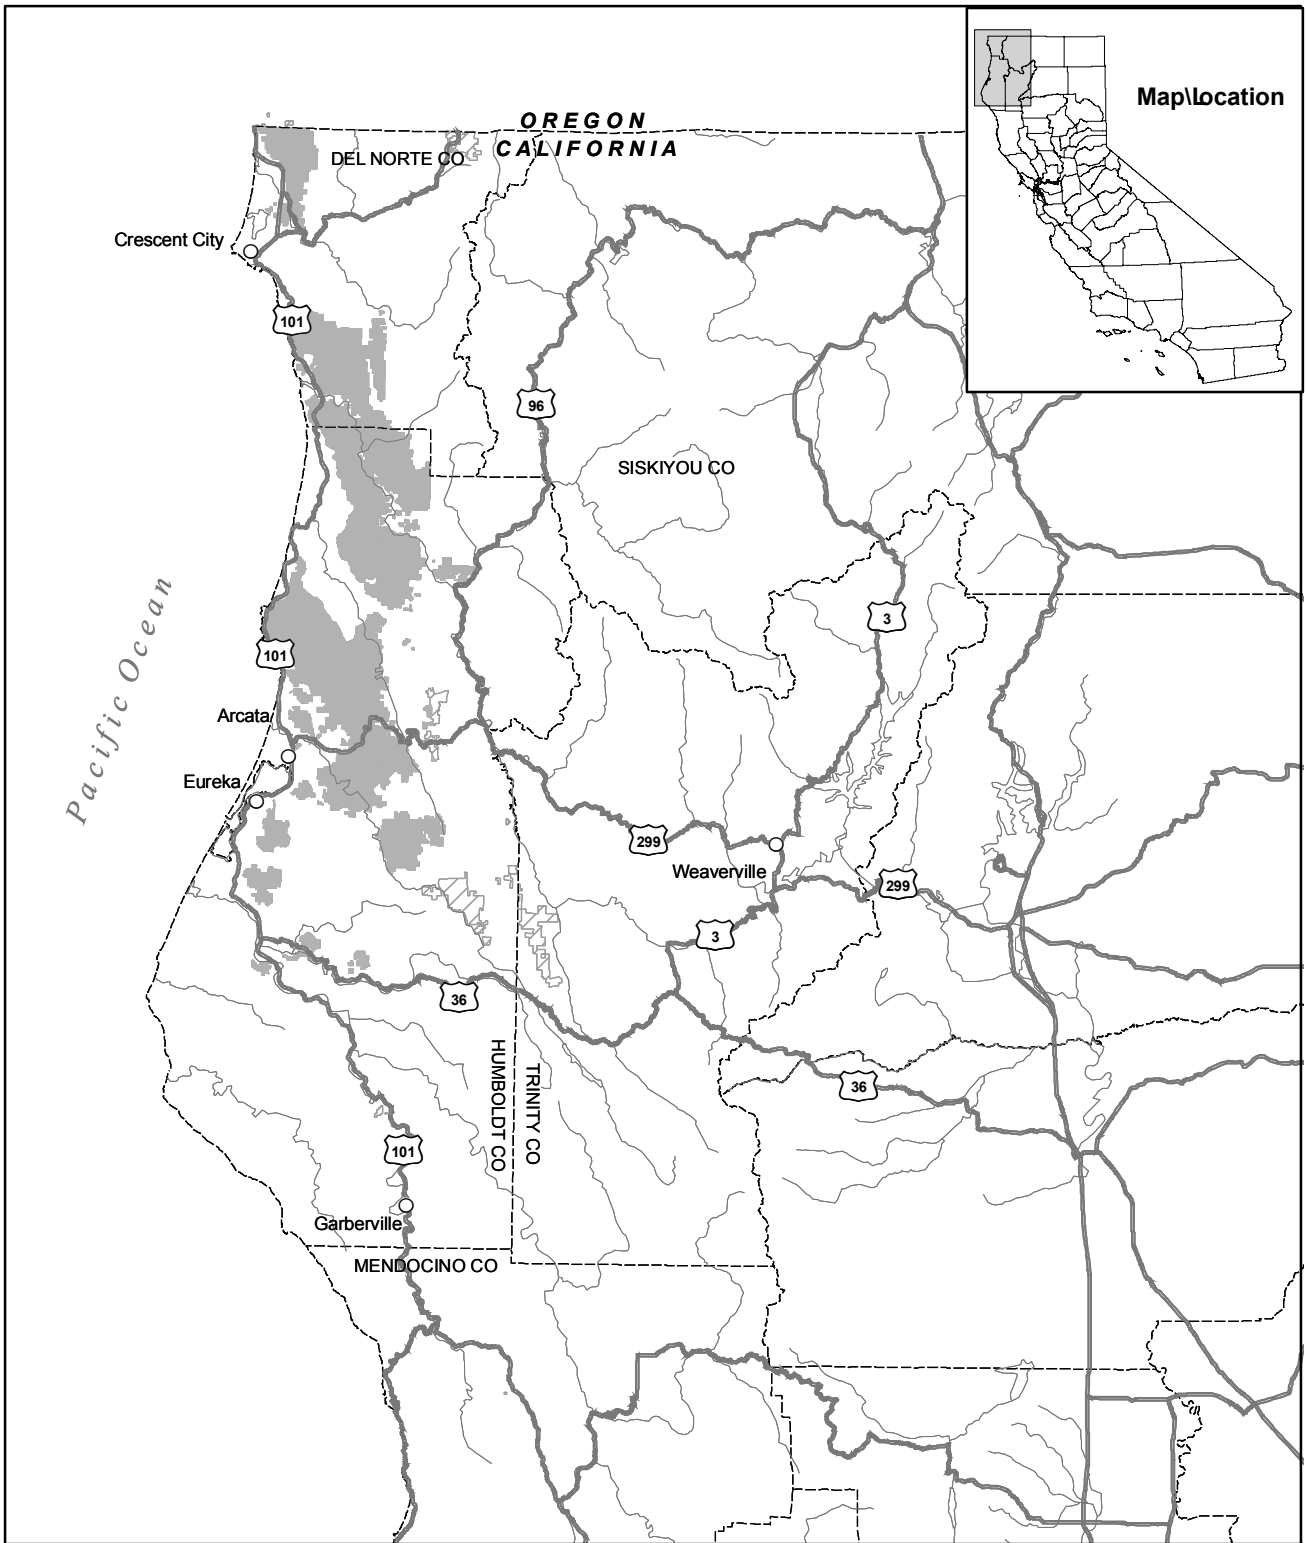 Map\Location
OREGON
CALIFORNIA
DEL NORTE CO
Crescent City
101
96
SISKIYOU CO
Pacific Ocean
3
101
Arcata
Eureka
299
Weaverville
299
3
36
HUMBOLDT CO
TRINITY CO
36
101
Garberville
MENDOCINO CO